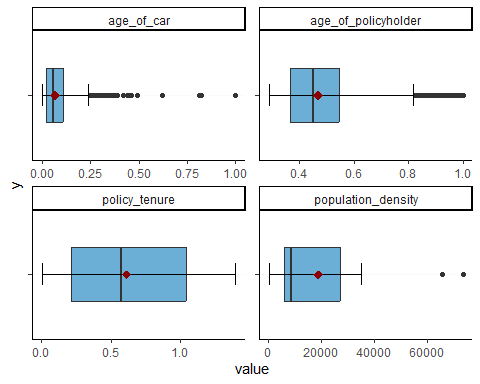 age_of_car
age_of_policyholder
0.00 0.25 0.50 0.75 1.00
0.4 0.6 0.8 1.0
y
policy_tenure
population_density
0.0 0.5 1.0
0 20000 40000 60000
value